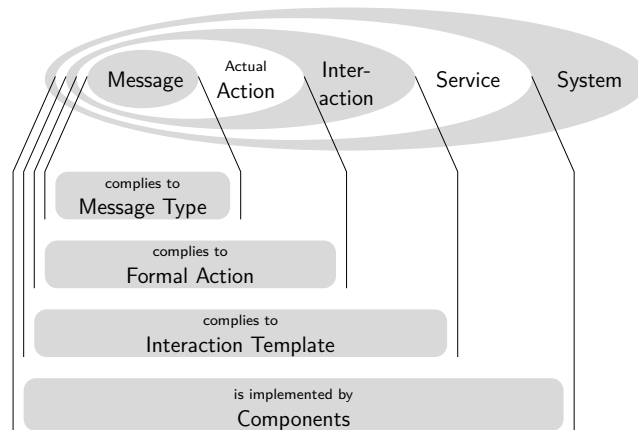 Message
Actual
Action
Inter-
action
Service
System
complies to
Message Type
complies to
Formal Action
complies to
Interaction Template
is implemented by
Components